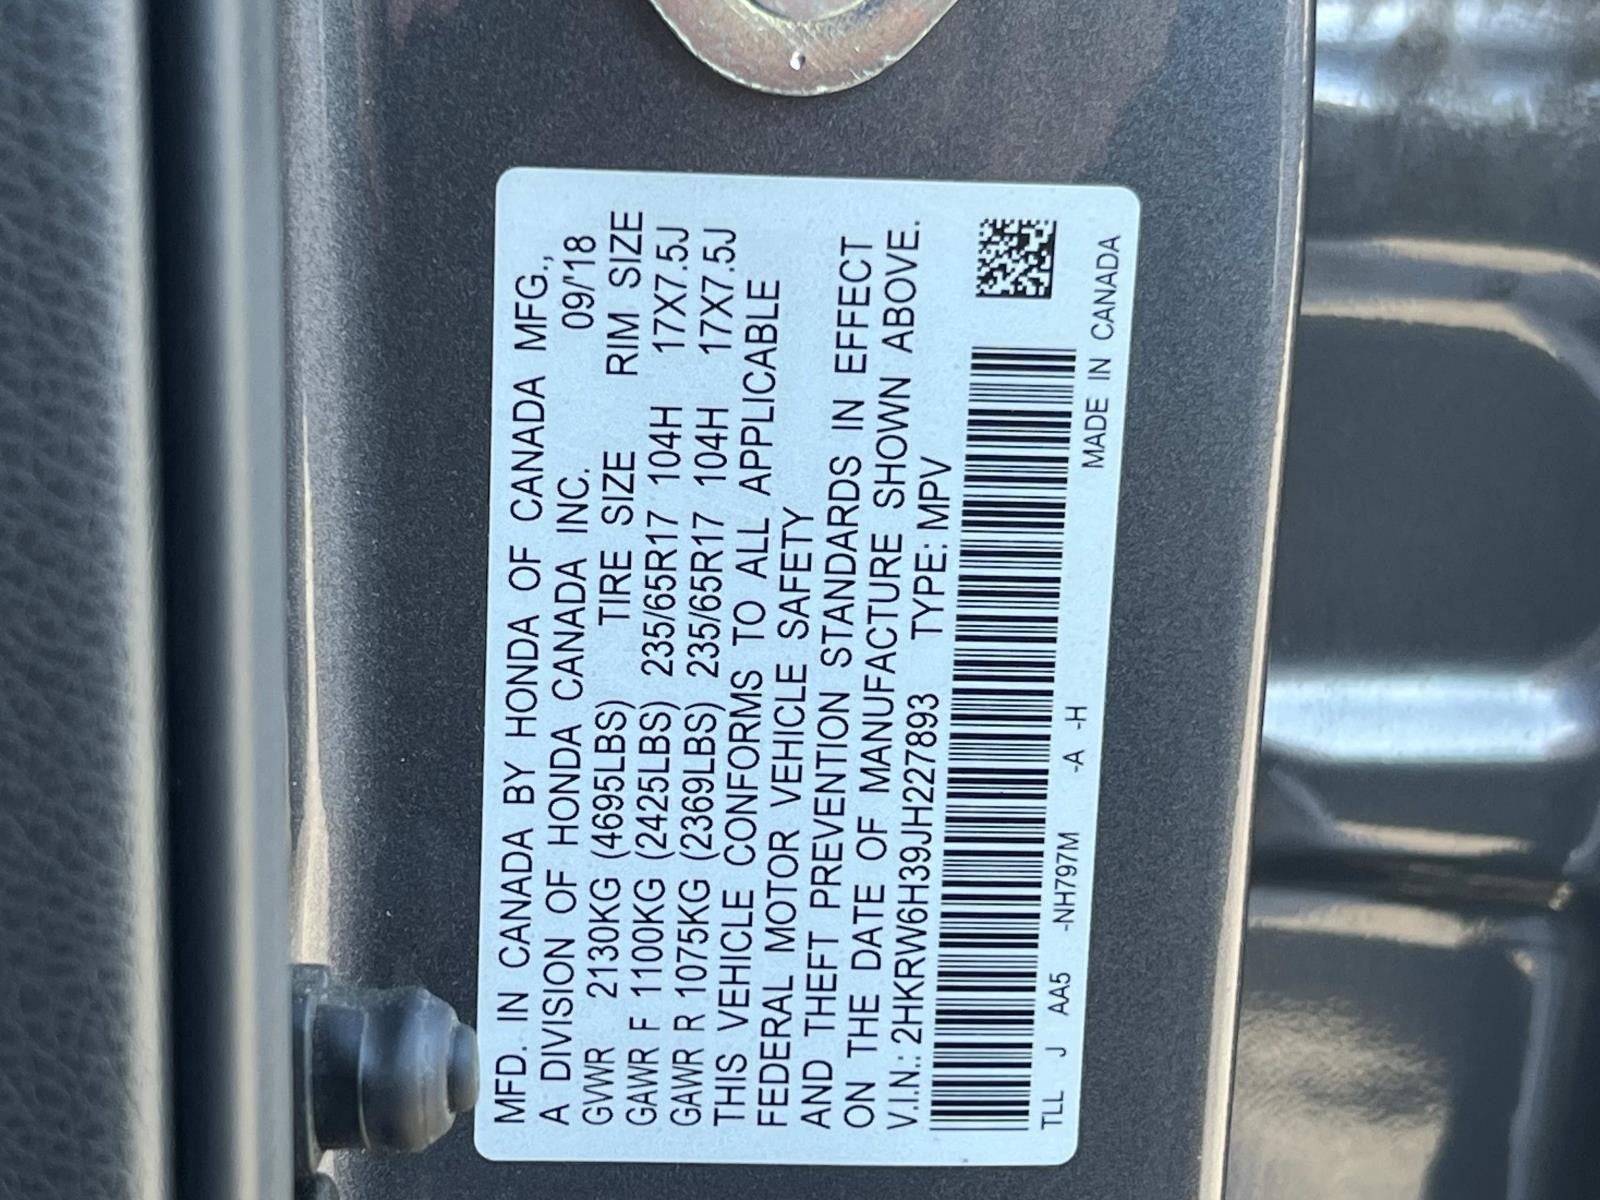 MFD. IN CANADA BY HONDA OF CANADA MFG.,
A DIVISION OF HONDA CANADA INC. 09/'18
GVWR 2130KG (4695LBS) TIRE SIZE RIM SIZE
GAWR F 1100KG (2425LBS) 235/65R17 104H 17X7.5J
GAWR R 1075KG (2369LBS) 235/65R17 104H 17X7.5J
THIS VEHICLE CONFORMS TO ALL APPLICABLE
FEDERAL MOTOR VEHICLE SAFETY
AND THEFT PREVENTION STANDARDS IN EFFECT
ON THE DATE OF MANUFACTURE SHOWN ABOVE.
V.I.N.: 2HKRW6H39JH227893 TYPE: MPV
TLL J AA5 -NH797M -A -H MADE IN CANADA